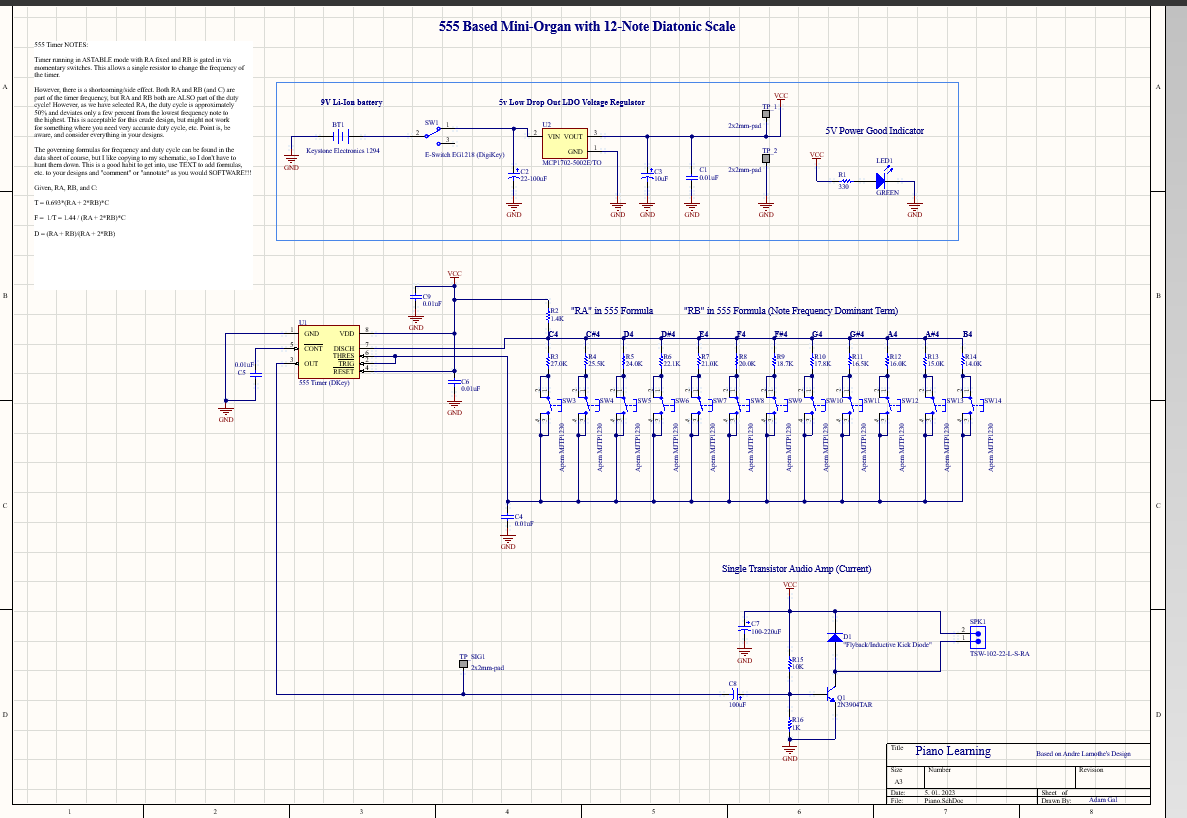 555 Based Mini-Organ with 12-Note Diatonic Scale
555 Timer NOTES:
Timer running in ASTABLE mode with RA fixed and RB is gated in via
momentary switches. This allows a single resistor to change the frequency of
the timer.
However, there is a shortcoming/side effect. Both RA and RB (and C) are
part of the timer frequency, but RA and RB both are ALSO part of the duty
cycle! However, as we have selected RA, the duty cycle is approximately
50% and deviates only a few percent from the lowest frequency note to
the highest. This is acceptable for this crude design, but might not work
for something where you need very accurate duty cycle, etc. Point is, be
aware, and consider everything in your designs.
The governing formulas for frequency and duty cycle can be found in the
data sheet of course, but I like copying to my schematic, so I don't have to
hunt them down. This is a good habit to get into, use TEXT to add formulas,
etc. to your designs and "comment" or "annotate" as you would SOFTWARE!!!
Given, RA, RB, and C:
T = 0.693*(RA + 2*RB)*C
F = 1/T = 1.44 / (RA + 2*RB)*C
D = (RA + RB)/(RA + 2*RB)
9V Li-Ion battery
5v Low Drop Out LDO Voltage Regulator
5V Power Good Indicator
BT1
Keystone Electronics 1294
GND
SW1
2
1
3
E-Switch EG1218 (DigiKey)
C2
22-100uF
GND
U2
2
VIN VOUT
3
GND
1
MCP1702-5002E/TO
GND
C3
10uF
GND
C1
0.01uF
GND
VCC
TP_1
2x2mm-pad
TP_2
2x2mm-pad
GND
VCC
R1
330
LED1
GREEN
GND
VCC
C9
0.01uF
GND
U1
1
GND
VDD
8
5
CONT
DISCH
7
THRES
6
3
OUT
TRIG
RESET
4
555 Timer (DKey)
0.01uF
C5
GND
C6
0.01uF
GND
R2
1.4K
"RA" in 555 Formula
"RB" in 555 Formula (Note Frequency Dominant Term)
C4 C#4 D4 D#4 E4 F4 F#4 G4 G#4 A4 A#4 B4
R3 R4 R5 R6 R7 R8 R9 R10 R11 R12 R13 R14
27.0K 25.5K 24.0K 22.1K 21.0K 20.0K 18.7K 17.8K 16.5K 16.0K 15.0K 14.0K
SW3 SW4 SW5 SW6 SW7 SW8 SW9 SW10 SW11 SW12 SW13 SW14
Apem MJTP1230 Apem MJTP1230 Apem MJTP1230 Apem MJTP1230 Apem MJTP1230 Apem MJTP1230 Apem MJTP1230 Apem MJTP1230 Apem MJTP1230 Apem MJTP1230 Apem MJTP1230 Apem MJTP1230
C4
0.01uF
GND
Single Transistor Audio Amp (Current)
VCC
C7
100-220uF
GND
D1
"Flyback/Inductive Kick Diode"
SPK1
2
1
TSW-102-22-L-S-RA
R15
10K
TP_SIG1
2x2mm-pad
C8
100uF
Q1
2N3904TAR
R16
1K
GND
Title
Piano Learning
Based on Andre Lamothe's Design
Size
Number
Revision
A3
Date:
5. 01. 2023
Sheet of
File:
Piano.SchDoc
Drawn By:
Adam Gal
A
A
B
B
C
C
D
D
1 2 3 4 5 6 7 8